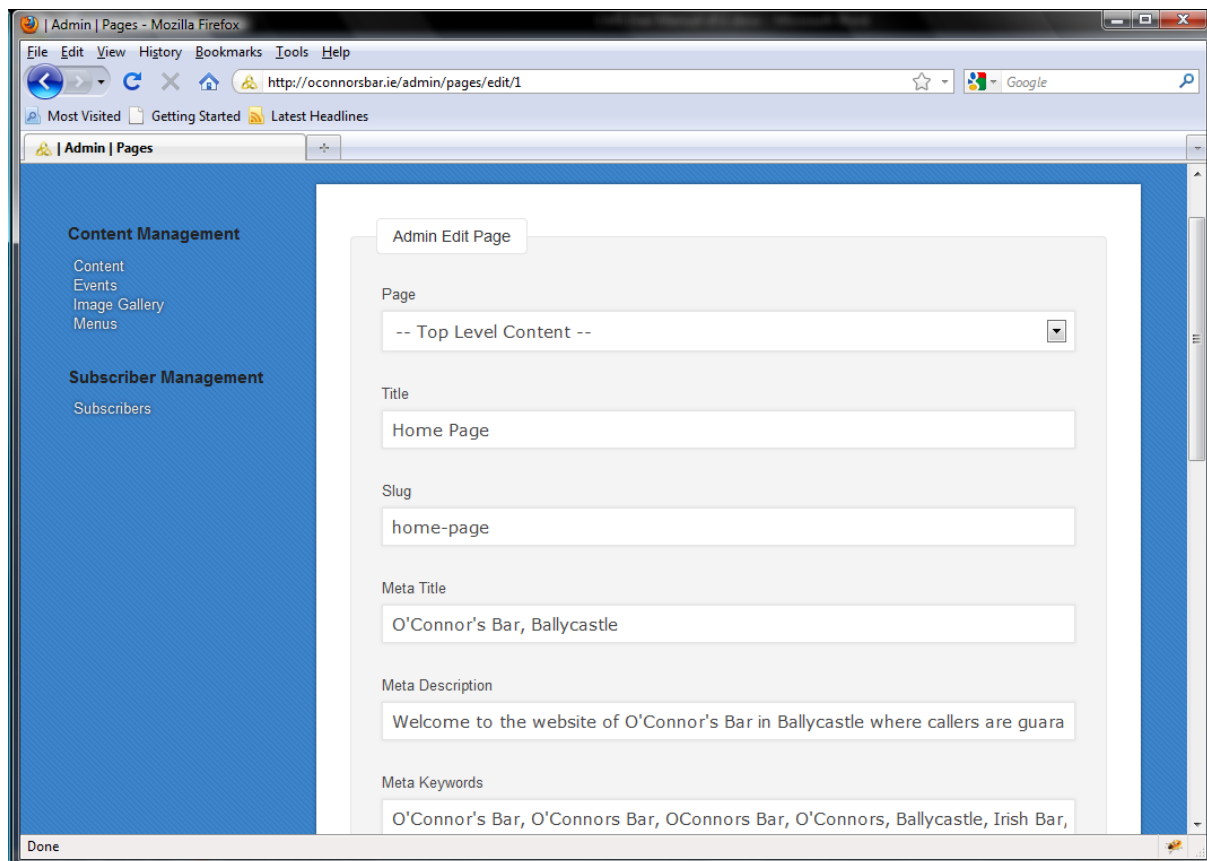 | Admin | Pages - Mozilla Firefox
File Edit View History Bookmarks Tools Help
http://oconnorsbar.ie/admin/pages/edit/1
Google
Most Visited Getting Started Latest Headlines
| Admin | Pages
Content Management
Content
Events
Image Gallery
Menus
Subscriber Management
Subscribers
Admin Edit Page
Page
-- Top Level Content --
Title
Home Page
Slug
home-page
Meta Title
O'Connor's Bar, Ballycastle
Meta Description
Welcome to the website of O'Connor's Bar in Ballycastle where callers are guara
Meta Keywords
O'Connor's Bar, O'Connors Bar, OConnors Bar, O'Connors, Ballycastle, Irish Bar,
Done